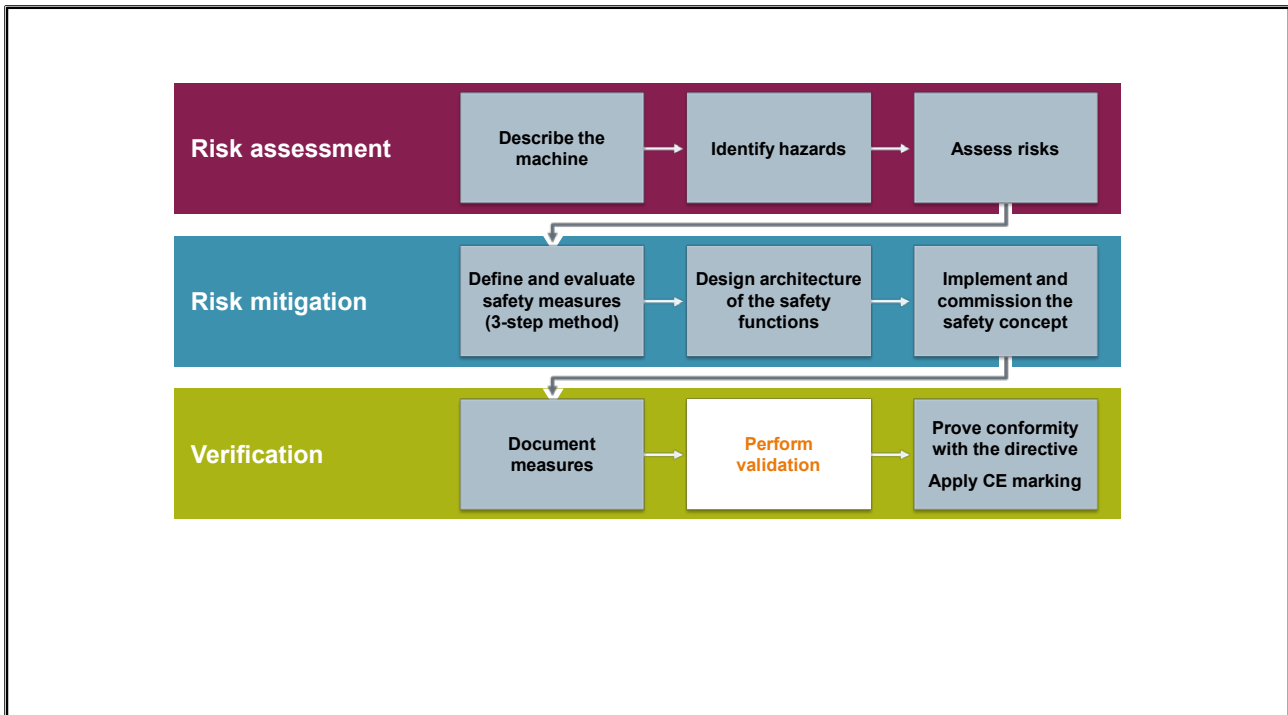 Risk assessment
Describe the
machine
Identify hazards
Assess risks
Risk mitigation
Define and evaluate
safety measures
(3-step method)
Design architecture
of the safety
functions
Implement and
commission the
safety concept
Verification
Document
measures
Perform
validation
Prove conformity
with the directive
Apply CE marking